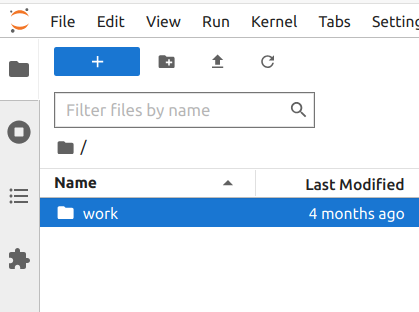 File Edit View Run Kernel Tabs Setting
Filter files by name
/
Name Last Modified
work 4 months ago